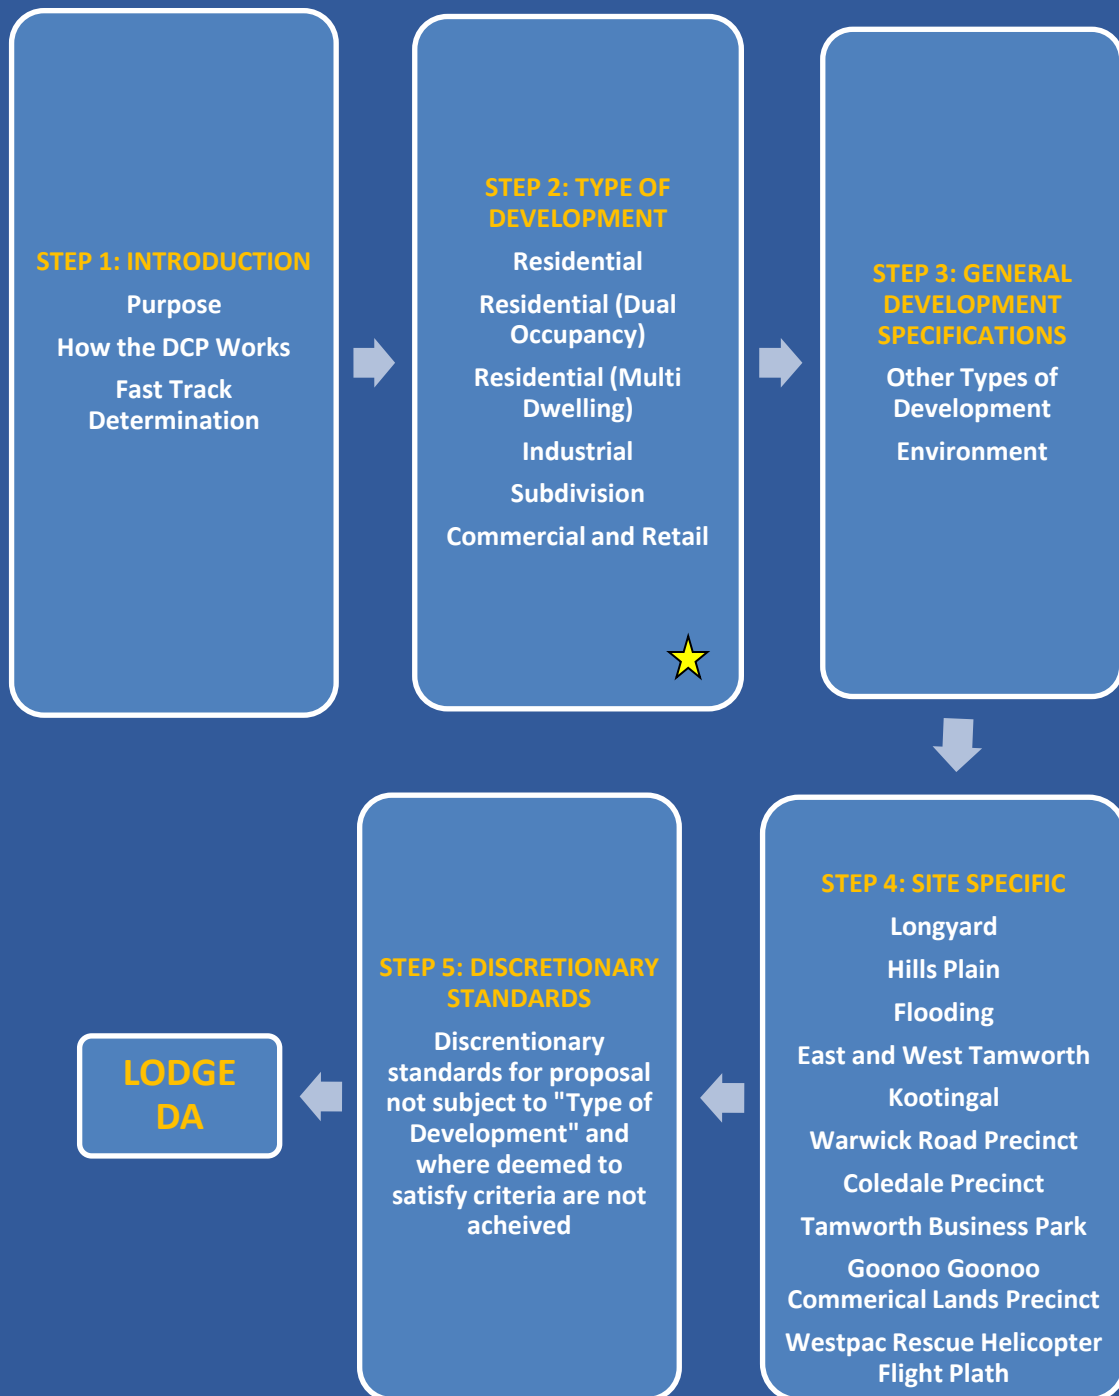 STEP 1: INTRODUCTION
Purpose
How the DCP Works
Fast Track
Determination
STEP 2: TYPE OF
DEVELOPMENT
Residential
Residential (Dual
Occupancy)
Residential (Multi
Dwelling)
Industrial
Subdivision
Commercial and Retail
STEP 3: GENERAL
DEVELOPMENT
SPECIFICATIONS
Other Types of
Development
Environment
STEP 4: SITE SPECIFIC
Longyard
Hills Plain
Flooding
East and West Tamworth
Kootingal
Warwick Road Precinct
Coledale Precinct
Tamworth Business Park
Goonoo Goonoo
Commerical Lands Precinct
Westpac Rescue Helicopter
Flight Plath
STEP 5: DISCRETIONARY
STANDARDS
Discrentionary
standards for proposal
not subject to "Type of
Development" and
where deemed to
satisfy criteria are not
acheived
LODGE
DA